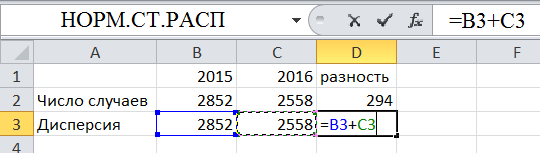 НОРМ.СТ.РАСП =B3+C3
A B C D E F
1 2015 2016 разность
2 Число случаев 2852 2558 294
3 Дисперсия 2852 2558 =B3+C3
4